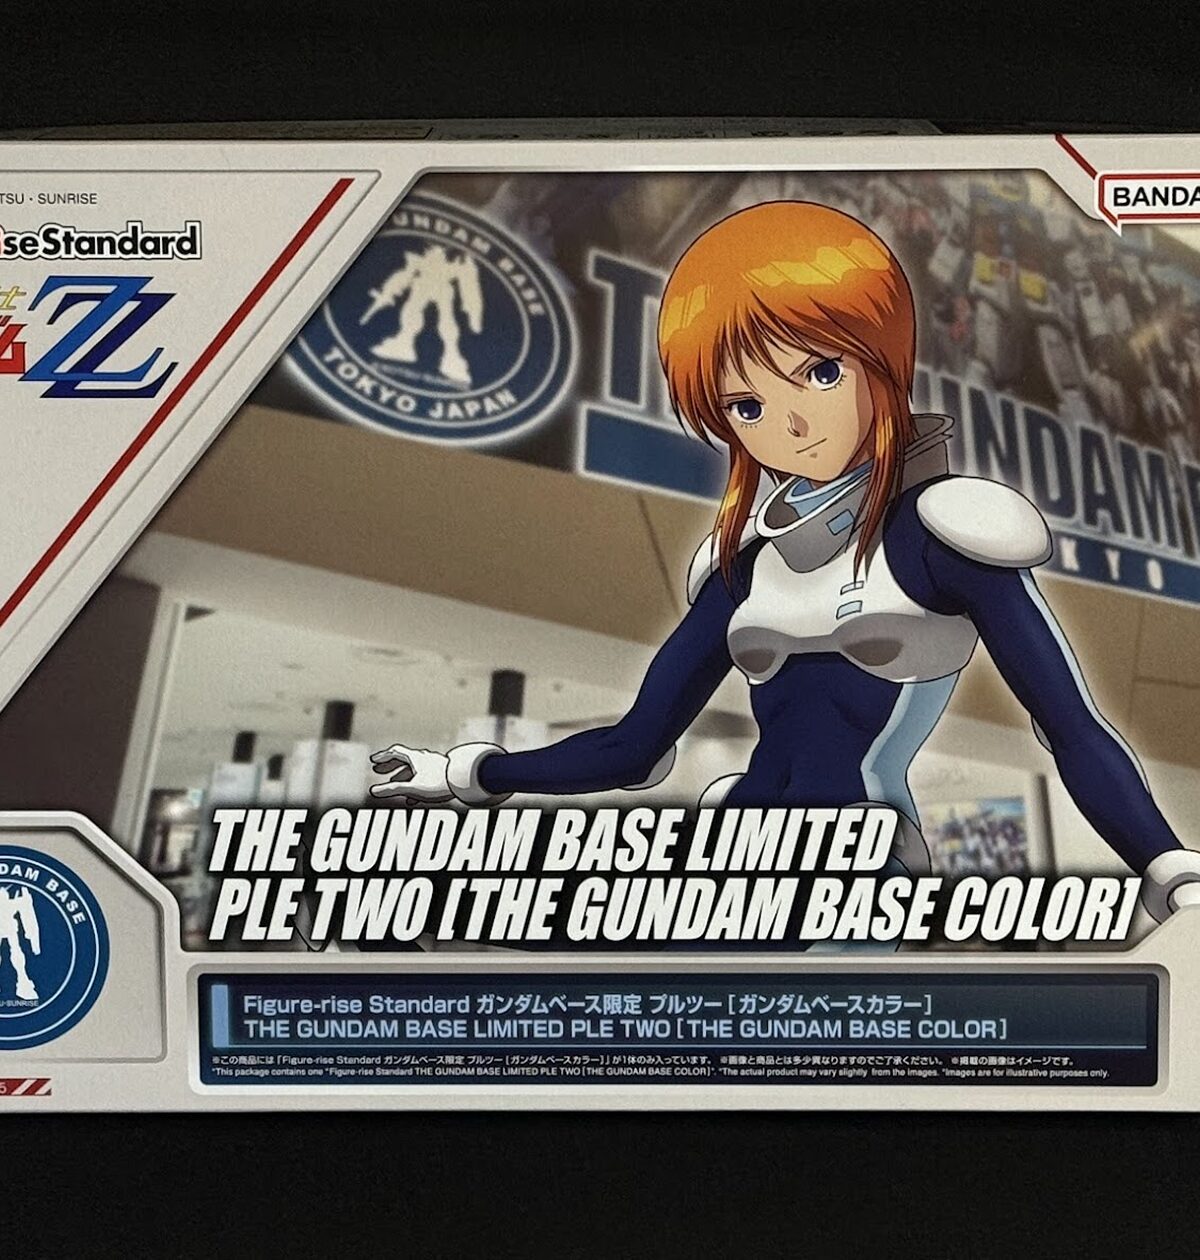 TSU・SUNRISE
BANDA
iseStandard
士
ム ZZ
GUNDAM BASE
TOKYO JAPAN
T
UNDAM
KYO
THE GUNDAM BASE LIMITED
PLE TWO [THE GUNDAM BASE COLOR]
DAM BASE
U・SUNRISE
Figure-rise Standard ガンダムベース限定 プルツー [ガンダムベースカラー]
THE GUNDAM BASE LIMITED PLE TWO [THE GUNDAM BASE COLOR]
※この商品には「Figure-rise Standard ガンダムベース限定 プルツー [ガンダムベースカラー]」が1体のみ入っています。 ※画像と商品とは多少異なりますのでご了承ください。 ※掲載の画像はイメージです。
*This package contains one "Figure-rise Standard THE GUNDAM BASE LIMITED PLE TWO [THE GUNDAM BASE COLOR]". *The actual product may vary slightly from the images. *Images are for illustrative purposes only.
5